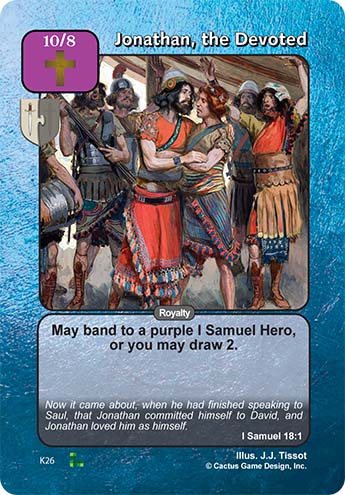 10/8
Jonathan, the Devoted
Royalty
May band to a purple I Samuel Hero,
or you may draw 2.
Now it came about, when he had finished speaking to
Saul, that Jonathan committed himself to David, and
Jonathan loved him as himself.
I Samuel 18:1
K26
Illus. J.J. Tissot
© Cactus Game Design, Inc.